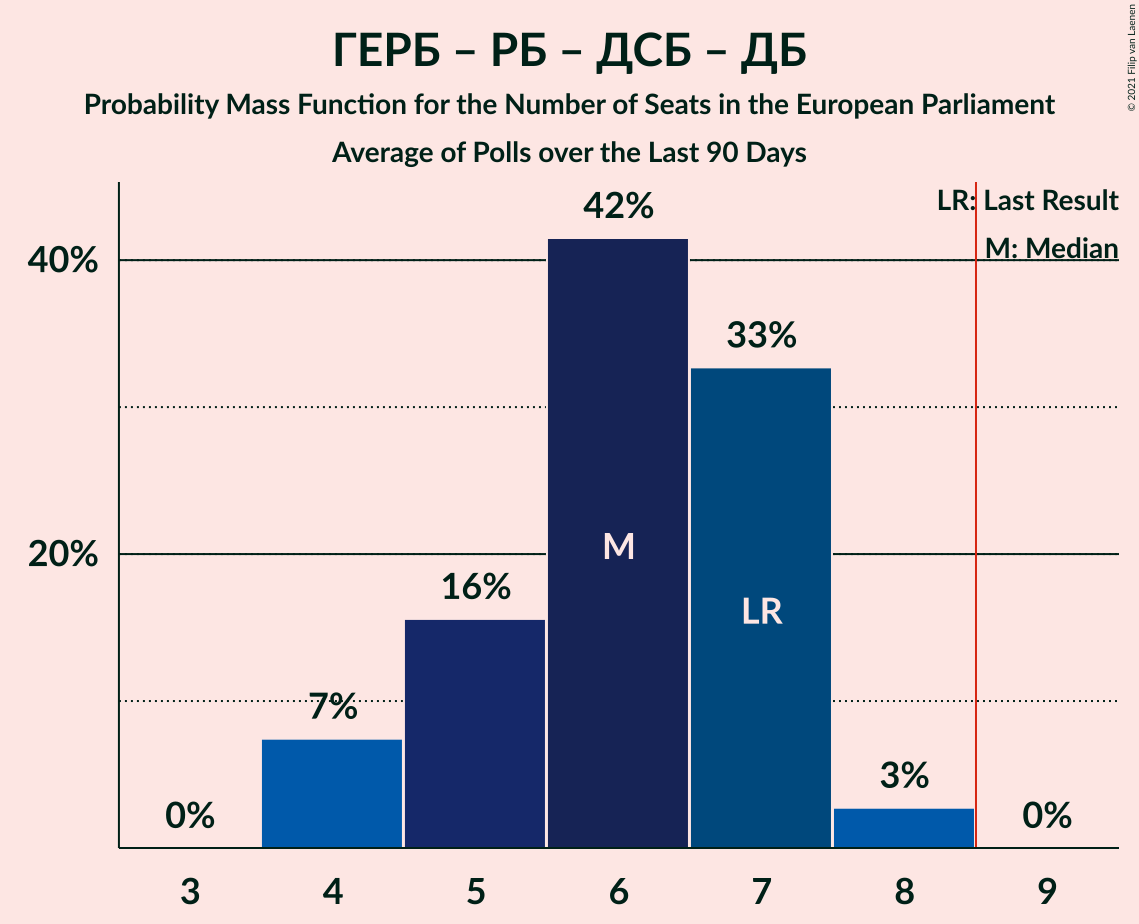 ГЕРБ – РБ – ДСБ – ДБ
Probability Mass Function for the Number of Seats in the European Parliament
Average of Polls over the Last 90 Days
© 2021 Filip van Laenen
LR: Last Result
M: Median
40%
20%
0%
7%
16%
42%
33%
3%
0%
M
LR
3 4 5 6 7 8 9